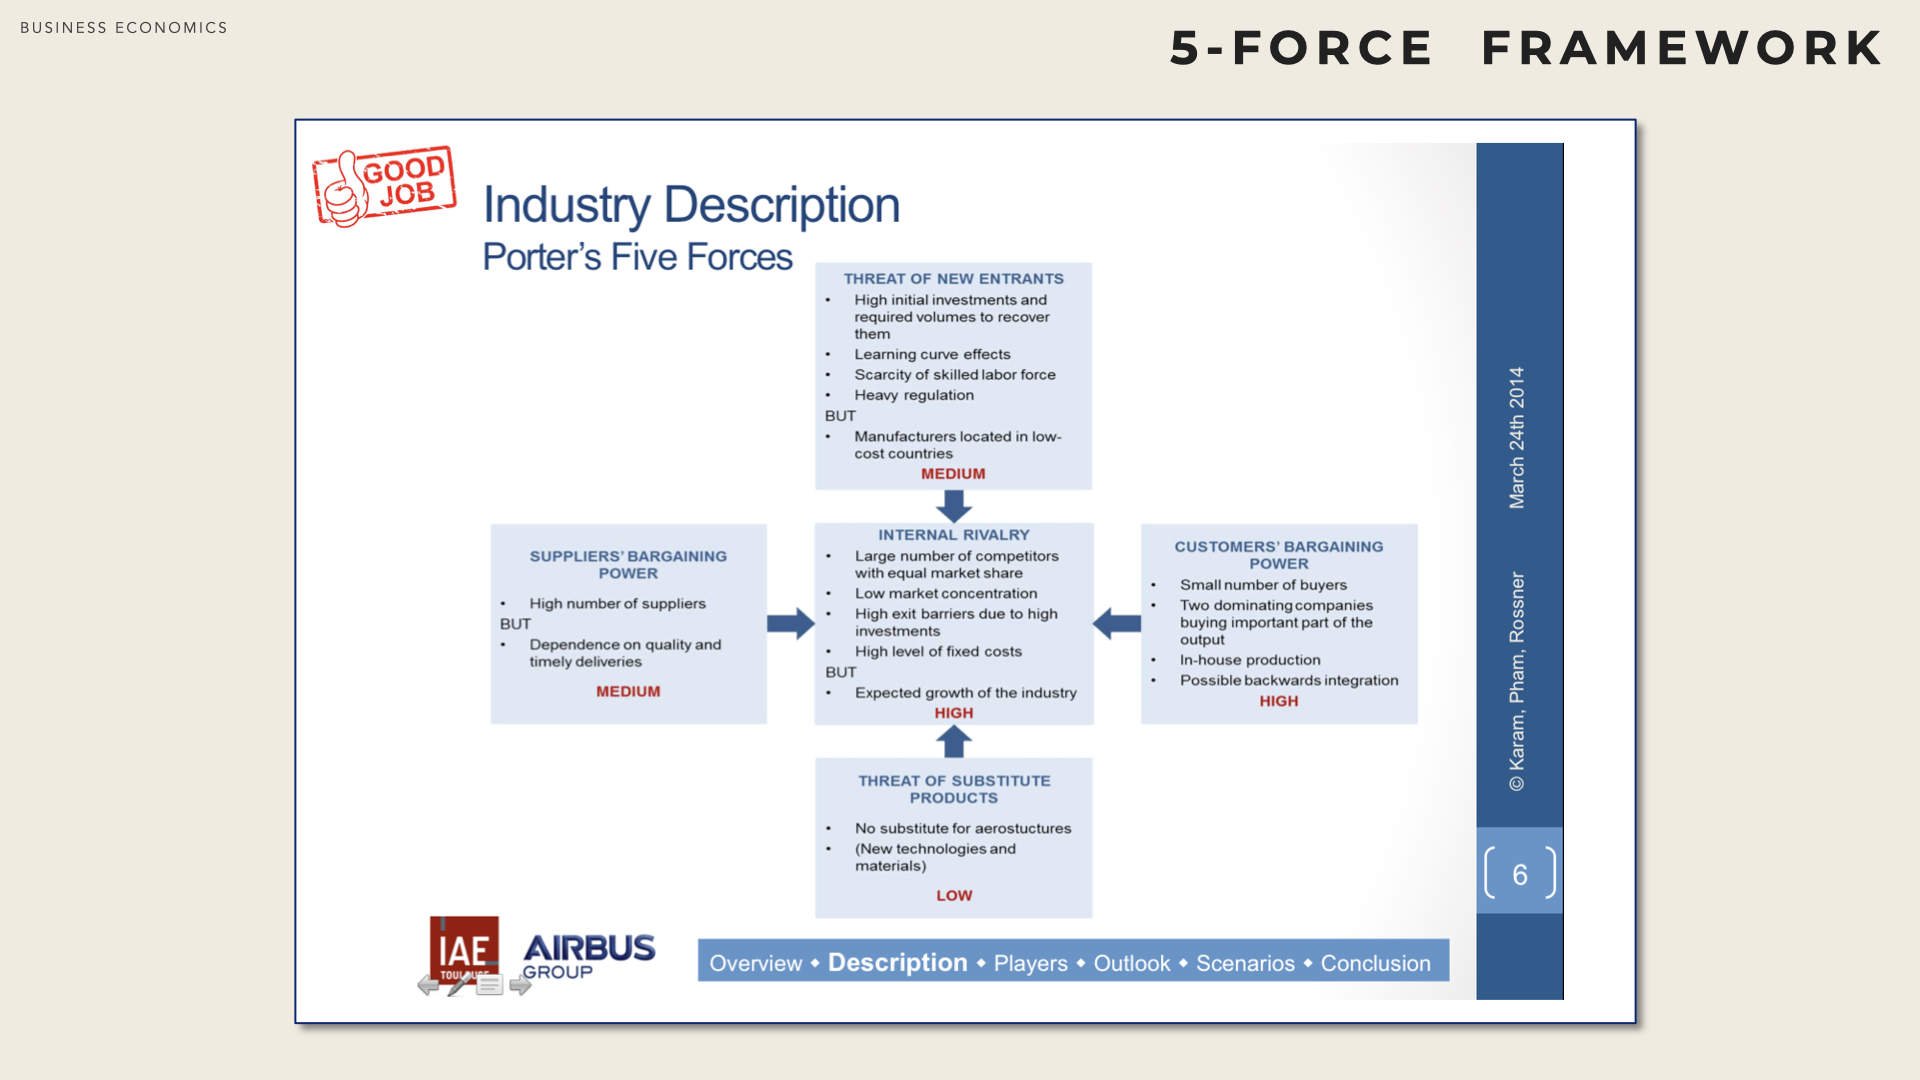 BUSINESS ECONOMICS
5-FORCE FRAMEWORK
GOOD
JOB
Industry Description
Porter's Five Forces
THREAT OF NEW ENTRANTS
• High initial investments and
required volumes to recover
them
• Learning curve effects
• Scarcity of skilled labor force
• Heavy regulation
BUT
• Manufacturers located in low-
cost countries
MEDIUM
SUPPLIERS' BARGAINING
POWER
• High number of suppliers
BUT
• Dependence on quality and
timely deliveries
MEDIUM
INTERNAL RIVALRY
• Large number of competitors
with equal market share
• Low market concentration
• High exit barriers due to high
investments
• High level of fixed costs
BUT
• Expected growth of the industry
HIGH
CUSTOMERS' BARGAINING
POWER
• Small number of buyers
• Two dominating companies
buying important part of the
output
• In-house production
• Possible backwards integration
HIGH
THREAT OF SUBSTITUTE
PRODUCTS
• No substitute for aerostuctures
• (New technologies and
materials)
LOW
March 24th 2014
© Karam, Pham, Rossner
6
IAE
TOULOUSE
AIRBUS
GROUP
Overview • Description • Players • Outlook • Scenarios • Conclusion